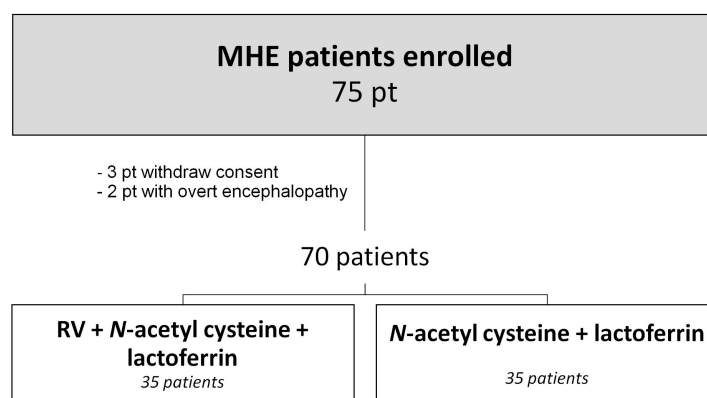 MHE patients enrolled
75 pt
- 3 pt withdraw consent
- 2 pt with overt encephalopathy
70 patients
RV + N-acetyl cysteine +
lactoferrin
35 patients
N-acetyl cysteine + lactoferrin
35 patients